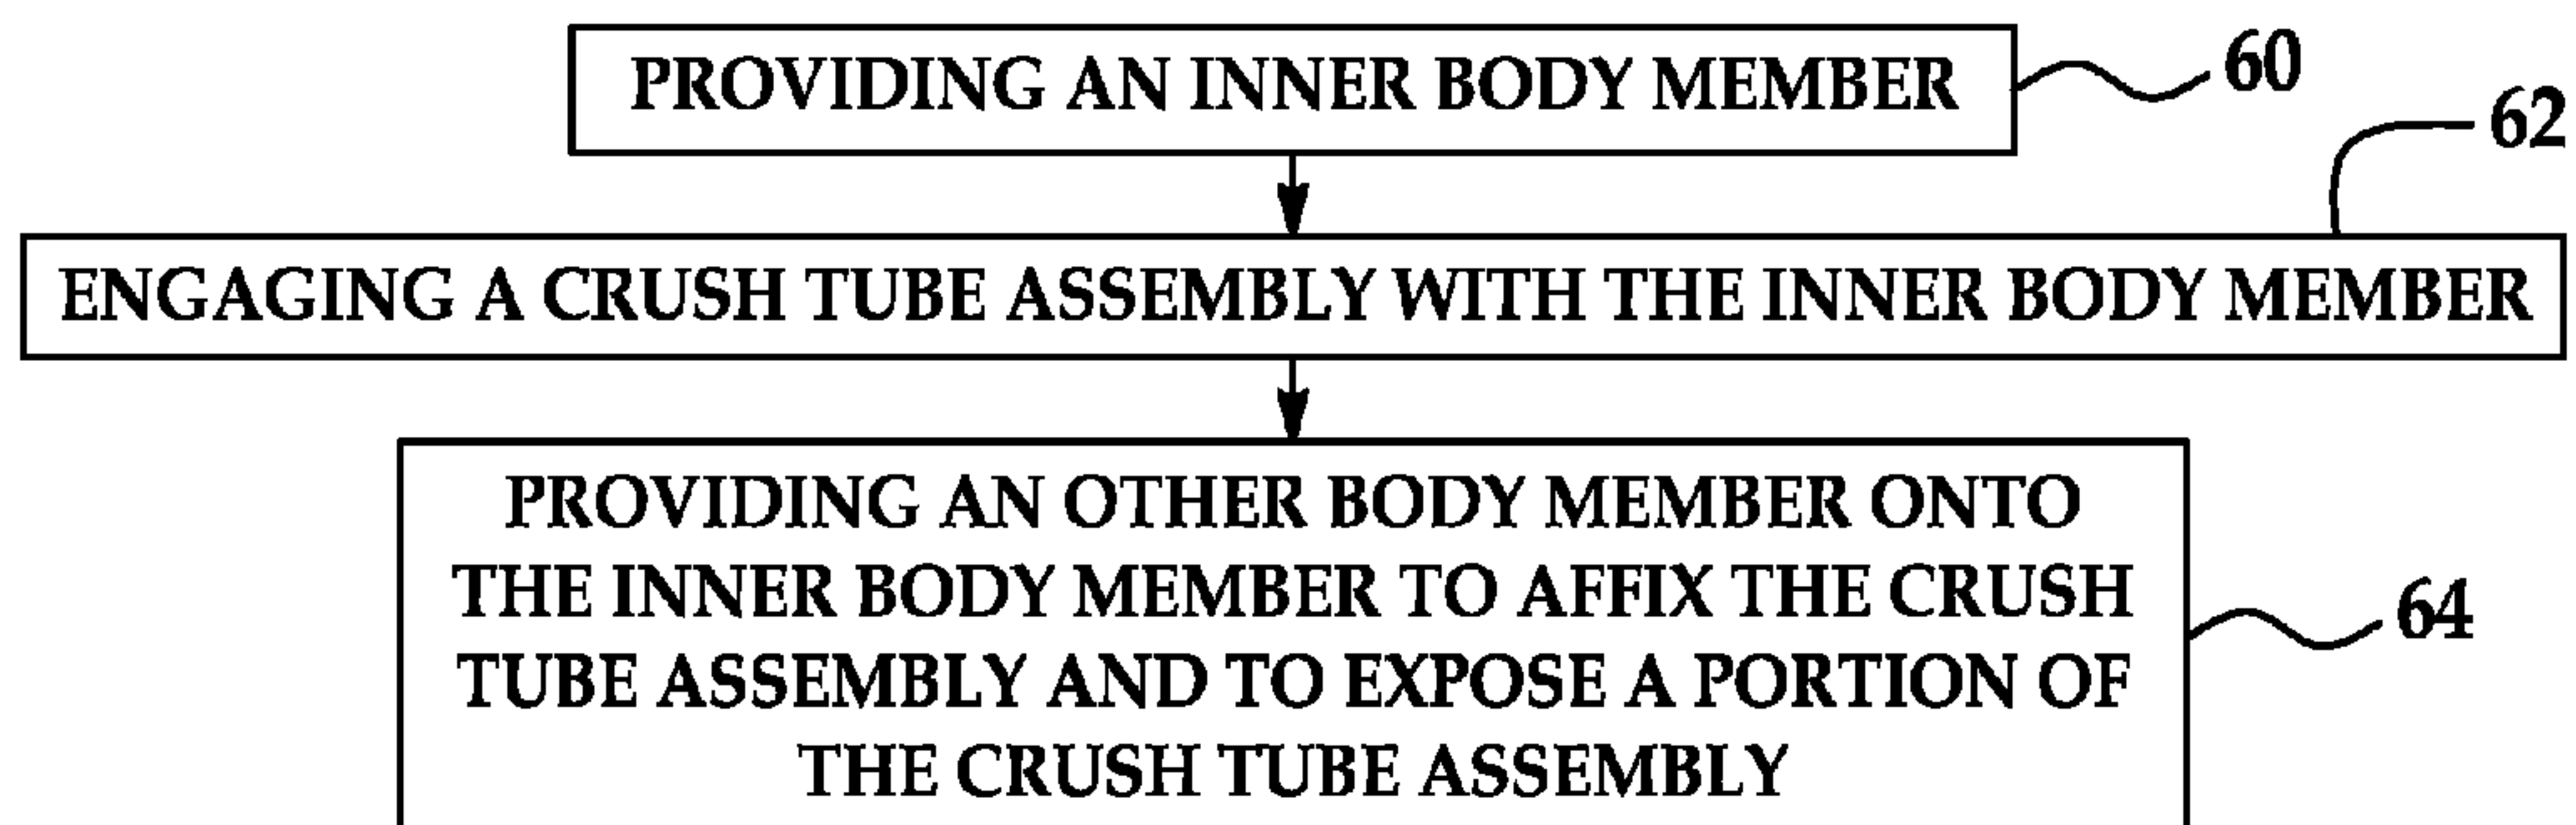 PROVIDING AN INNER BODY MEMBER
60
62
ENGAGING A CRUSH TUBE ASSEMBLY WITH THE INNER BODY MEMBER
PROVIDING AN OTHER BODY MEMBER ONTO
THE INNER BODY MEMBER TO AFFIX THE CRUSH
TUBE ASSEMBLY AND TO EXPOSE A PORTION OF
THE CRUSH TUBE ASSEMBLY
64